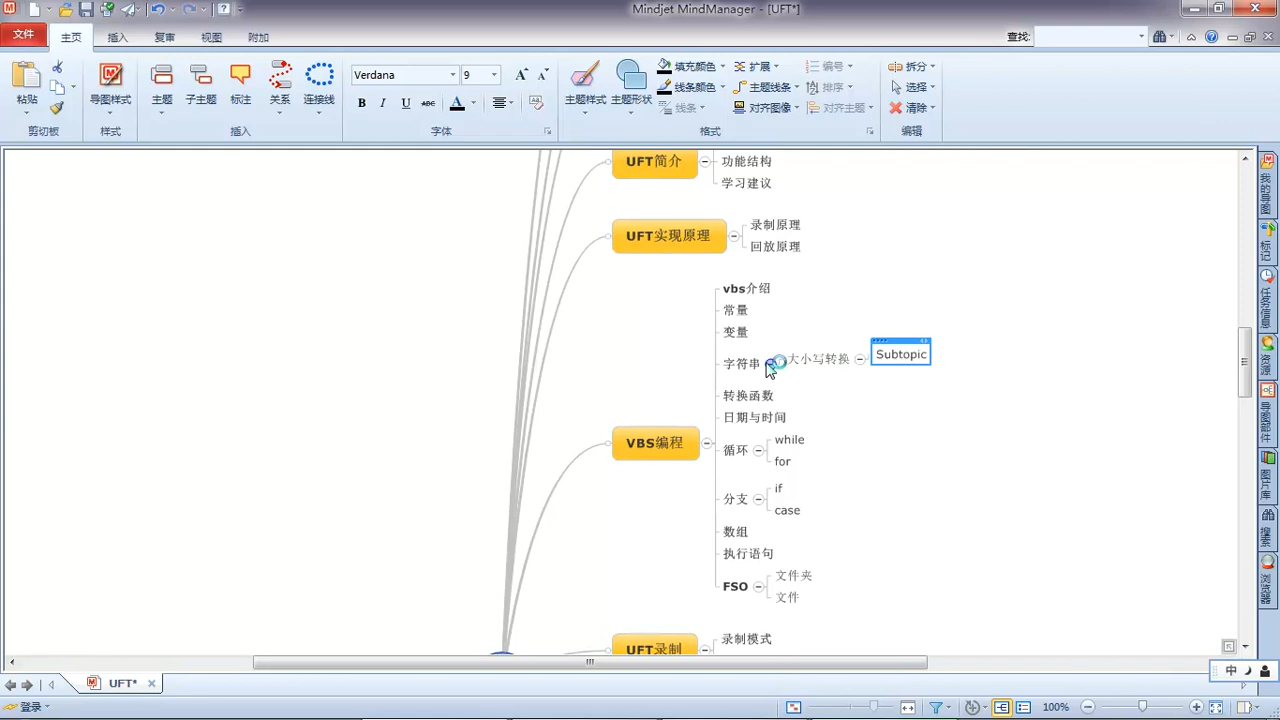 Mindjet MindManager - [UFT*]
文件
主页
插入
复审
视图
附加
查找:
粘贴
剪切板
导图样式
样式
主题
子主题
标注
关系
连接线
插入
Verdana
9
B I U abc A
字体
主题样式
主题形状
填充颜色
线条颜色
线条
扩展
主题线条
对齐图像
编号
排序
对齐主题
格式
拆分
选择
清除
编辑
UFT简介
功能结构
学习建议
UFT实现原理
录制原理
回放原理
VBS编程
vbs介绍
常量
变量
字符串
大小写转换
Subtopic
转换函数
日期与时间
循环
while
for
分支
if
case
数组
执行语句
FSO
文件夹
文件
UFT录制
录制模式
我的导图
标记
任务信息
资源
导图部件
图片库
搜索
浏览器
中
UFT*
登录
100%